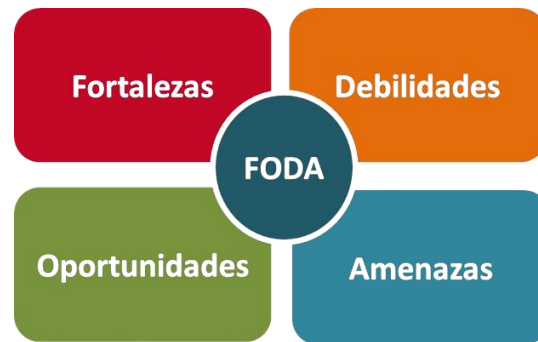 Fortalezas
Debilidades
FODA
Oportunidades
Amenazas